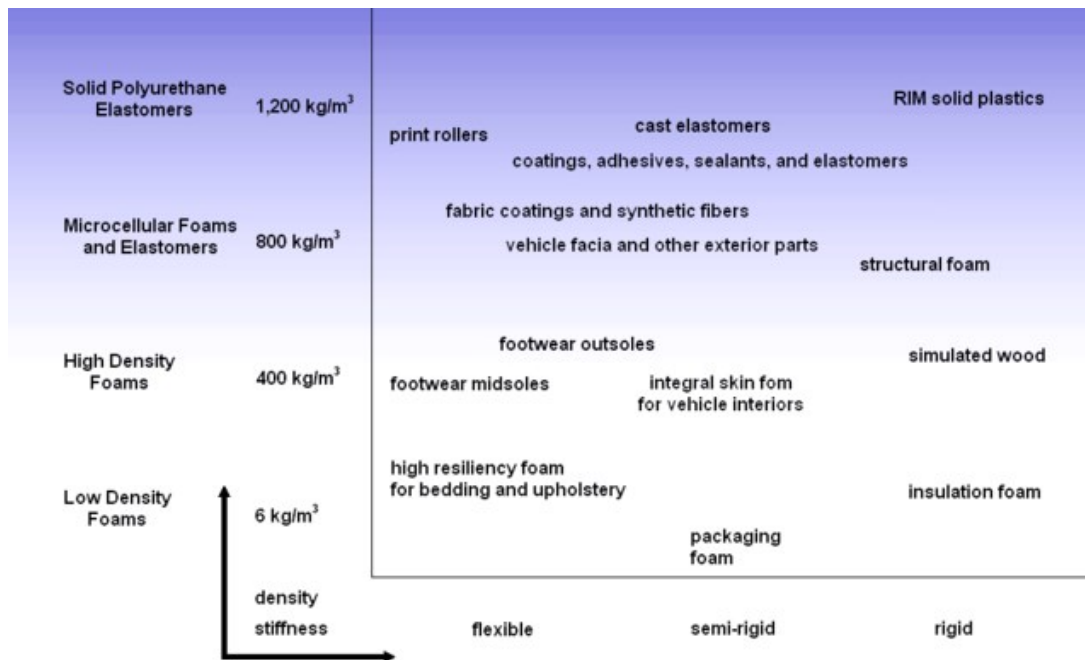 Solid Polyurethane
Elastomers
1,200 kg/m³
RIM solid plastics
print rollers
cast elastomers
coatings, adhesives, sealants, and elastomers
Microcellular Foams
and Elastomers
800 kg/m³
fabric coatings and synthetic fibers
vehicle facia and other exterior parts
structural foam
High Density
Foams
400 kg/m³
footwear outsoles
simulated wood
footwear midsoles
integral skin fom
for vehicle interiors
Low Density
Foams
6 kg/m³
high resiliency foam
for bedding and upholstery
insulation foam
packaging
foam
density
stiffness
flexible
semi-rigid
rigid